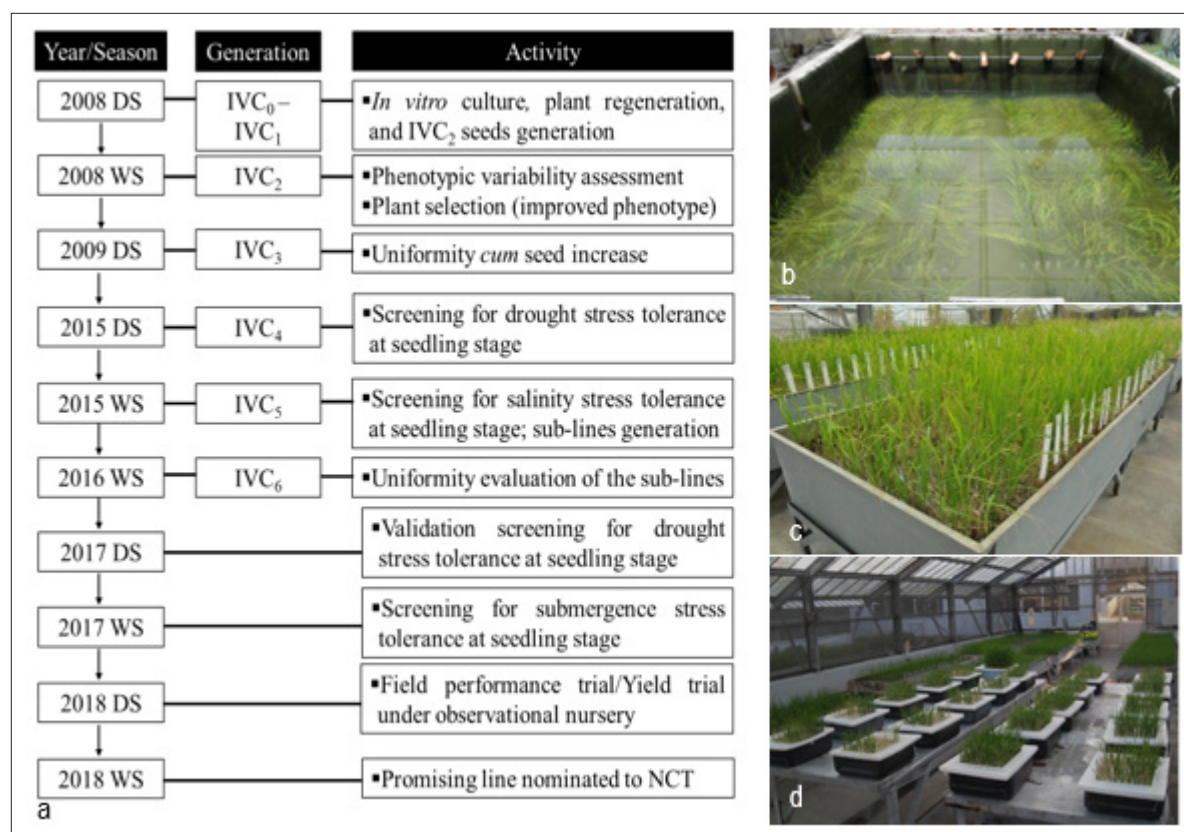 Year/Season Generation Activity
2008 DS IVC₀– IVC₁ ▪In vitro culture, plant regeneration,
and IVC₂ seeds generation
2008 WS IVC₂ ▪Phenotypic variability assessment
▪Plant selection (improved phenotype)
2009 DS IVC₃ ▪Uniformity cum seed increase
2015 DS IVC₄ ▪Screening for drought stress tolerance
at seedling stage
2015 WS IVC₅ ▪Screening for salinity stress tolerance
at seedling stage; sub-lines generation
2016 WS IVC₆ ▪Uniformity evaluation of the sub-lines
2017 DS ▪Validation screening for drought
stress tolerance at seedling stage
2017 WS ▪Screening for submergence stress
tolerance at seedling stage
2018 DS ▪Field performance trial/Yield trial
under observational nursery
2018 WS ▪Promising line nominated to NCT
a
b
c
d